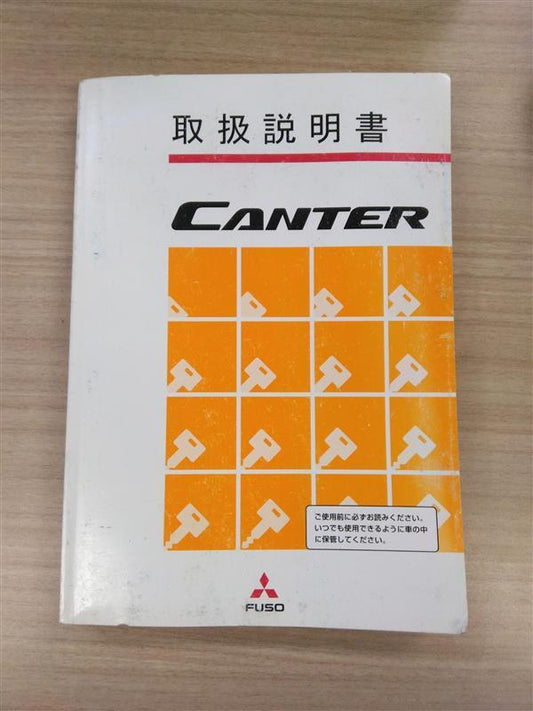 取扱説明書
CANTER
ご使用前に必ずお読みください。
いつでも使用できるように車の中
に保管してください。
FUSO